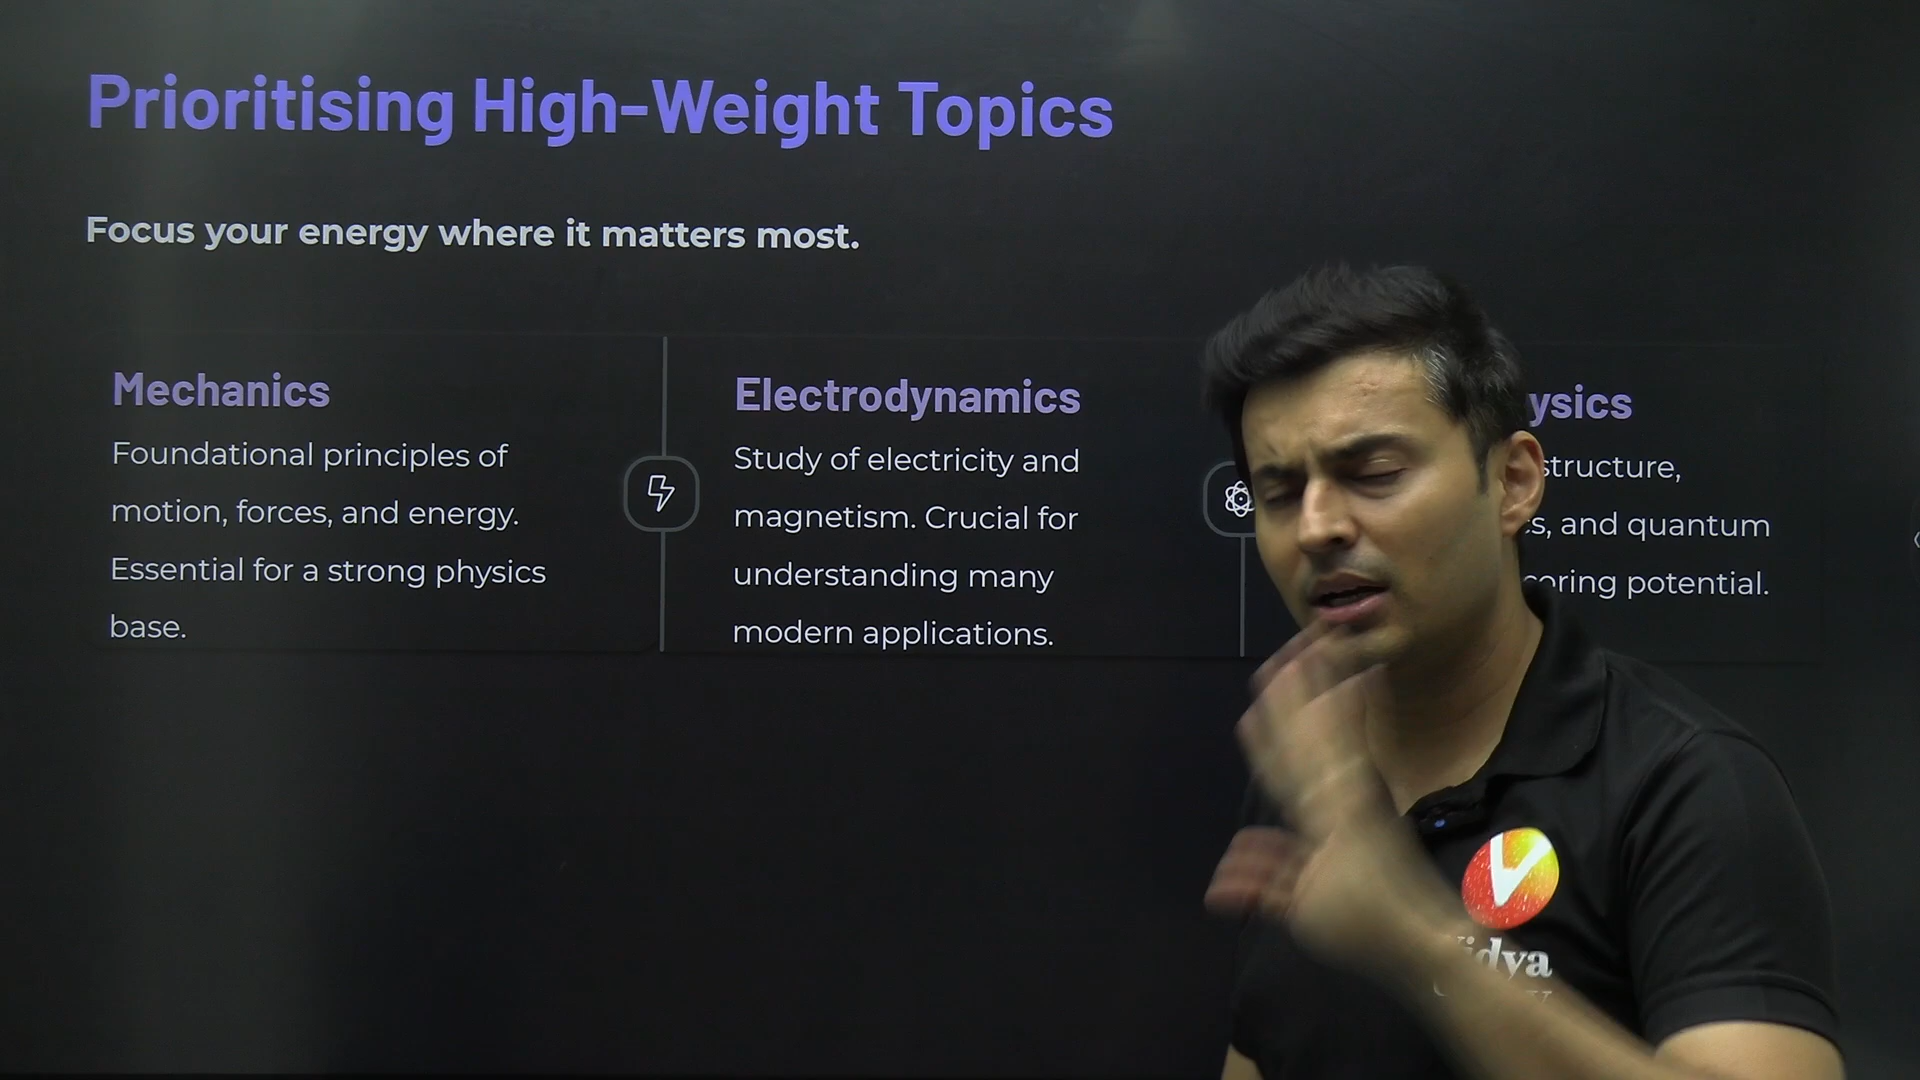 Prioritising High-Weight Topics
Focus your energy where it matters most.
Mechanics
Foundational principles of
motion, forces, and energy.
Essential for a strong physics
base.
Electrodynamics
Study of electricity and
magnetism. Crucial for
understanding many
modern applications.
ysics
structure,
and quantum
potential.
V
idya